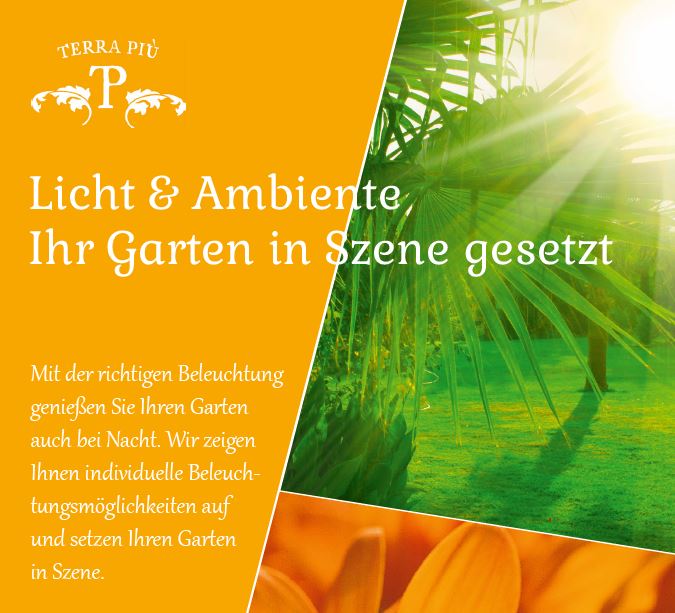 TERRA PIÙ
P
Licht & Ambiente
Ihr Garten in Szene gesetzt
Mit der richtigen Beleuchtung
genießen Sie Ihren Garten
auch bei Nacht. Wir zeigen
Ihnen individuelle Beleuch-
tungsmöglichkeiten auf
und setzen Ihren Garten
in Szene.